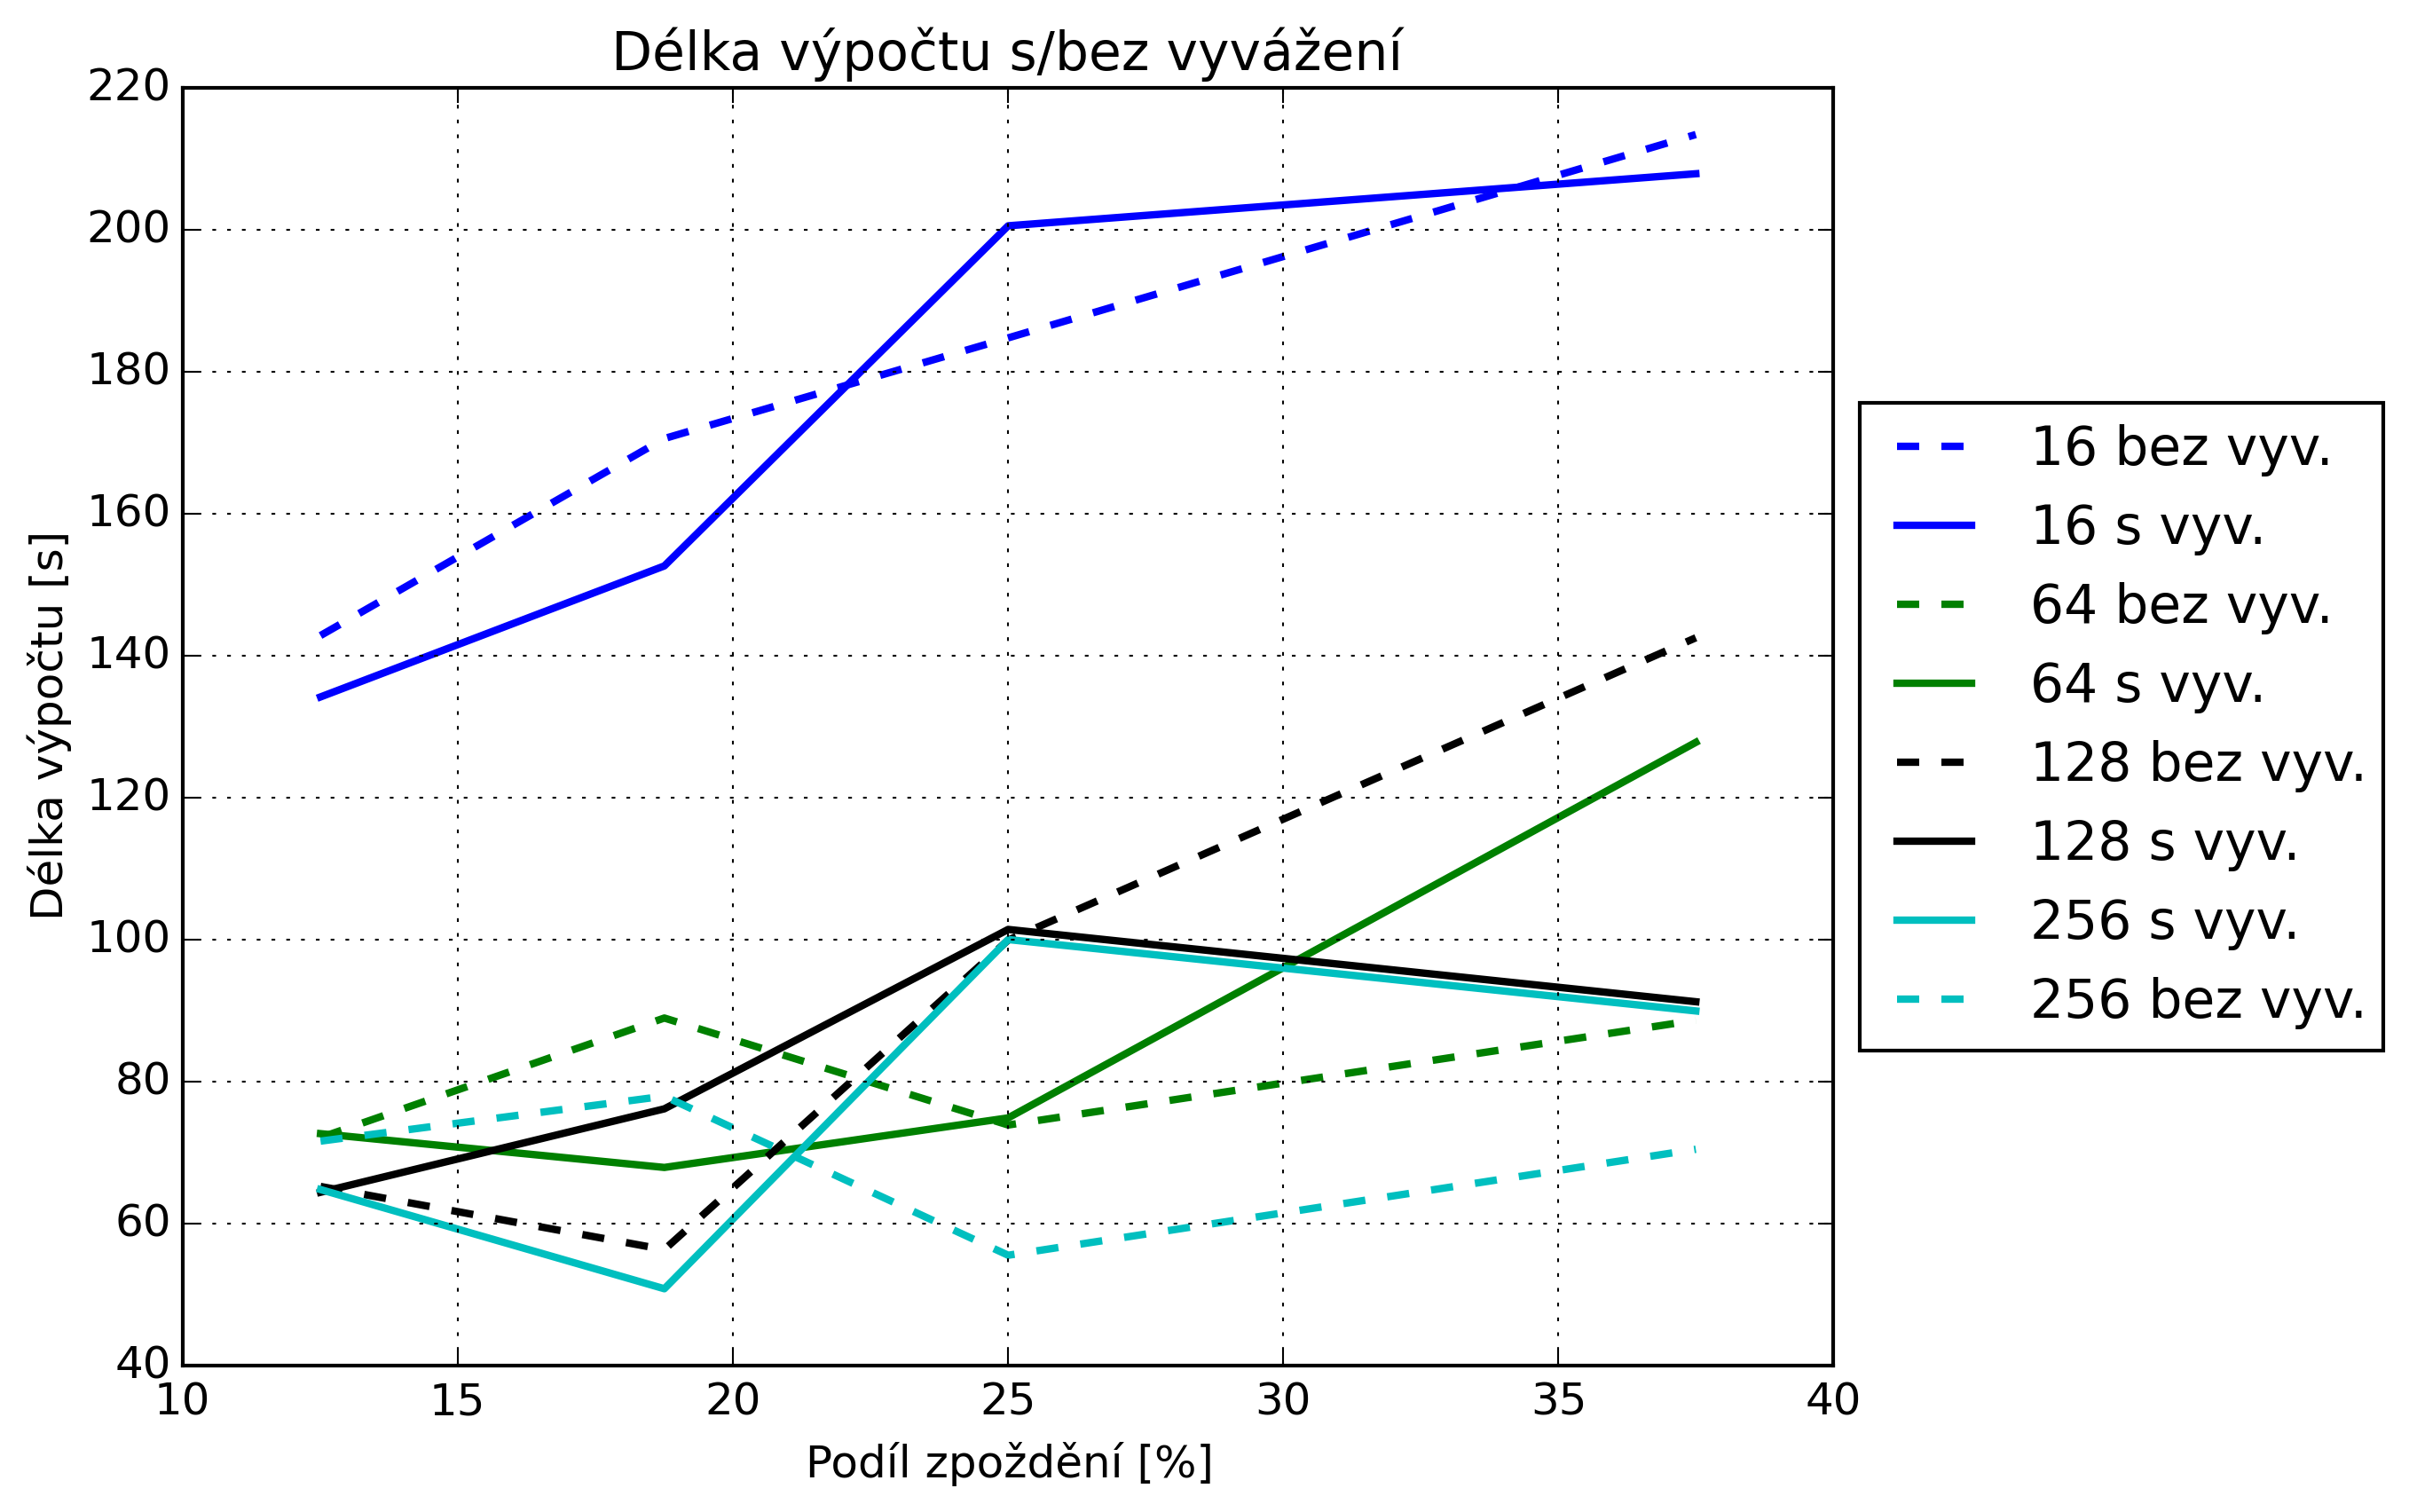 Délka výpočtu s/bez vyvážení
Délka výpočtu [s]
220
200
180
160
140
120
100
80
60
40
10 15 20 25 30 35 40
Podíl zpoždění [%]
16 bez vyv.
16 s vyv.
64 bez vyv.
64 s vyv.
128 bez vyv.
128 s vyv.
256 s vyv.
256 bez vyv.